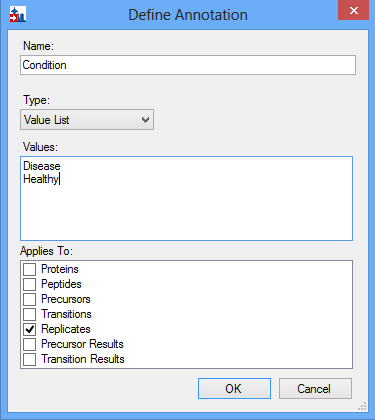 Define Annotation
Name:
Condition
Type:
Value List
Values:
Disease
Healthy
Applies To:
Proteins
Peptides
Precursors
Transitions
Replicates
Precursor Results
Transition Results
OK Cancel